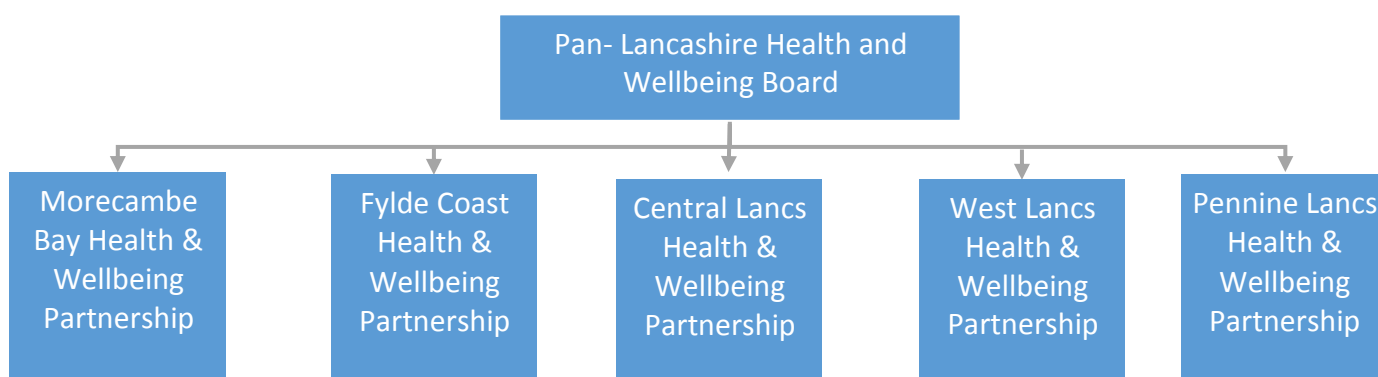 Pan- Lancashire Health and
Wellbeing Board
Morecambe
Bay Health &
Wellbeing
Partnership
Fylde Coast
Health &
Wellbeing
Partnership
Central Lancs
Health &
Wellbeing
Partnership
West Lancs
Health &
Wellbeing
Partnership
Pennine Lancs
Health &
Wellbeing
Partnership